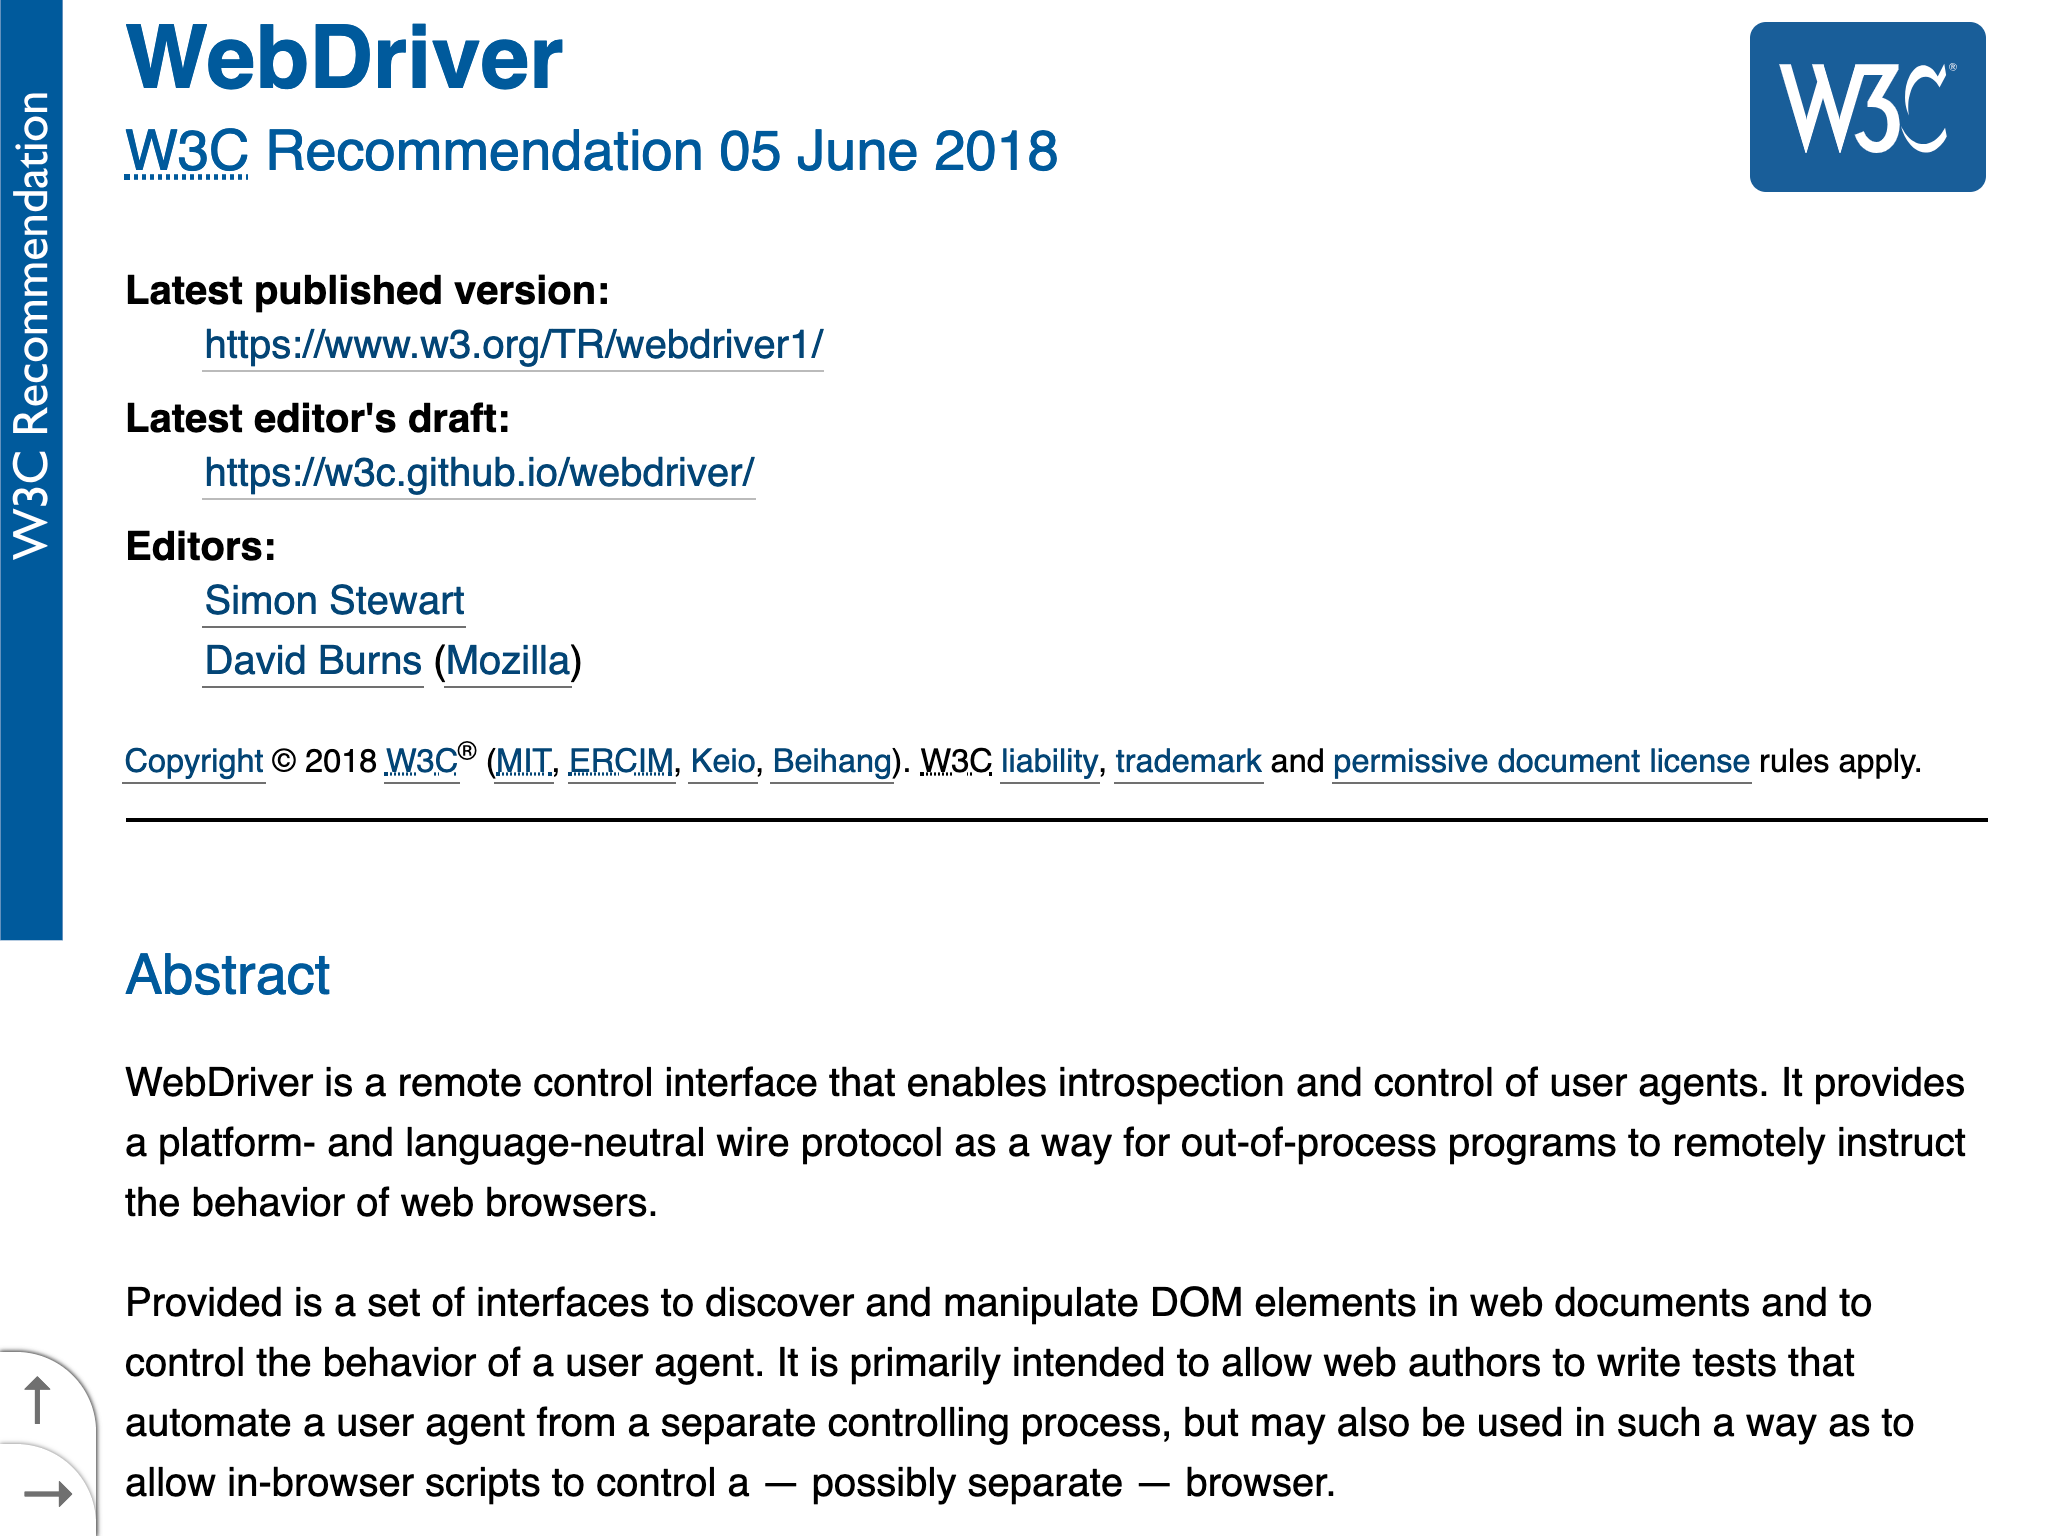 WebDriver
W3C®
W3C Recommendation 05 June 2018
W3C Recommendation
Latest published version:
https://www.w3.org/TR/webdriver1/
Latest editor's draft:
https://w3c.github.io/webdriver/
Editors:
Simon Stewart
David Burns (Mozilla)
Copyright © 2018 W3C® (MIT, ERCIM, Keio, Beihang). W3C liability, trademark and permissive document license rules apply.
Abstract
WebDriver is a remote control interface that enables introspection and control of user agents. It provides
a platform- and language-neutral wire protocol as a way for out-of-process programs to remotely instruct
the behavior of web browsers.
Provided is a set of interfaces to discover and manipulate DOM elements in web documents and to
control the behavior of a user agent. It is primarily intended to allow web authors to write tests that
automate a user agent from a separate controlling process, but may also be used in such a way as to
allow in-browser scripts to control a — possibly separate — browser.